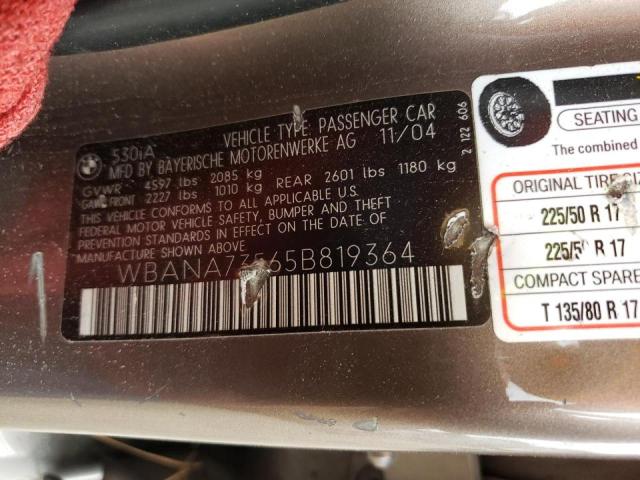 BMW
530iA VEHICLE TYPE: PASSENGER CAR
MFD BY BAYERISCHE MOTORENWERKE AG 11/04
GVWR 4597 lbs 2085 kg
GAWR FRONT 2227 lbs 1010 kg REAR 2601 lbs 1180 kg
THIS VEHICLE CONFORMS TO ALL APPLICABLE U.S.
FEDERAL MOTOR VEHICLE SAFETY, BUMPER AND THEFT
PREVENTION STANDARDS IN EFFECT ON THE DATE OF
MANUFACTURE SHOWN ABOVE.
2 122 606
SEATING
The combined
ORIGINAL TIRE
225/50 R 17
R 17
COMPACT SPARE
T 135/80 R 17